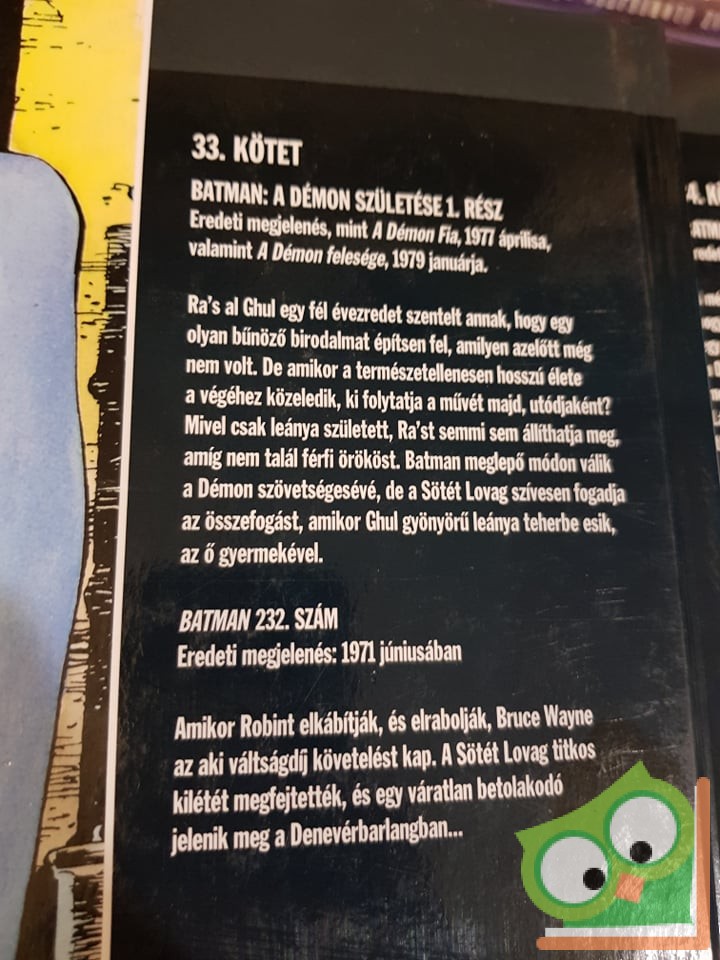 33. KÖTET
BATMAN: A DÉMON SZÜLETÉSE 1. RÉSZ
Eredeti megjelenés, mint A Démon Fia, 1977 áprilisa,
valamint A Démon felesége, 1979 januárja.
Ra's al Ghul egy fél évezredet szentelt annak, hogy egy
olyan bűnöző birodalmat építsen fel, amilyen azelőtt még
nem volt. De amikor a természetellenesen hosszú élete
a végéhez közeledik, ki folytatja a művét majd, utódjaként?
Mivel csak leánya született, Ra'st semmi sem állíthatja meg,
amíg nem talál férfi örököst. Batman meglepő módon válik
a Démon szövetségesévé, de a Sötét Lovag szívesen fogadja
az összefogást, amikor Ghul gyönyörű leánya teherbe esik,
az ő gyermekével.
BATMAN 232. SZÁM
Eredeti megjelenés: 1971 júniusában
Amikor Robint elkábítják, és elrabolják, Bruce Wayne
az aki váltságdíj követelést kap. A Sötét Lovag titkos
kilétét megfejtették, és egy váratlan betolakodó
jelenik meg a Denevérbarlangban...